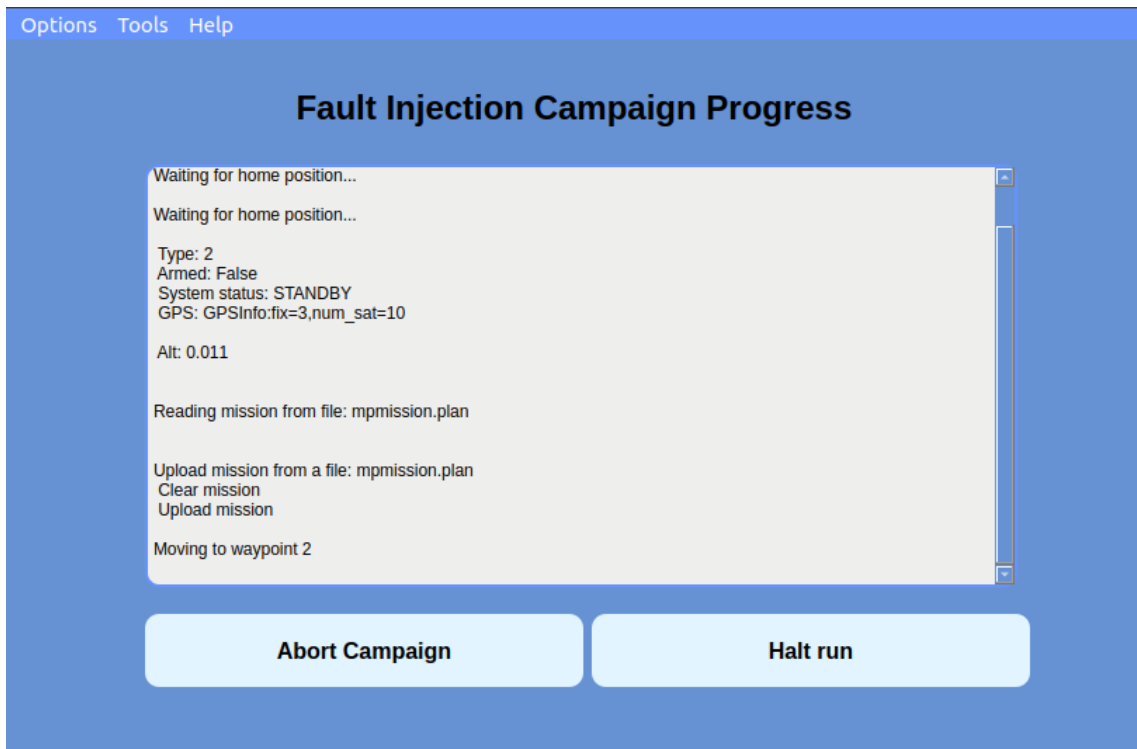 Options Tools Help
Fault Injection Campaign Progress
Waiting for home position...
Waiting for home position...
Type: 2
Armed: False
System status: STANDBY
GPS: GPSInfo:fix=3,num_sat=10
Alt: 0.011
Reading mission from file: mpmission.plan
Upload mission from a file: mpmission.plan
Clear mission
Upload mission
Moving to waypoint 2
Abort Campaign
Halt run